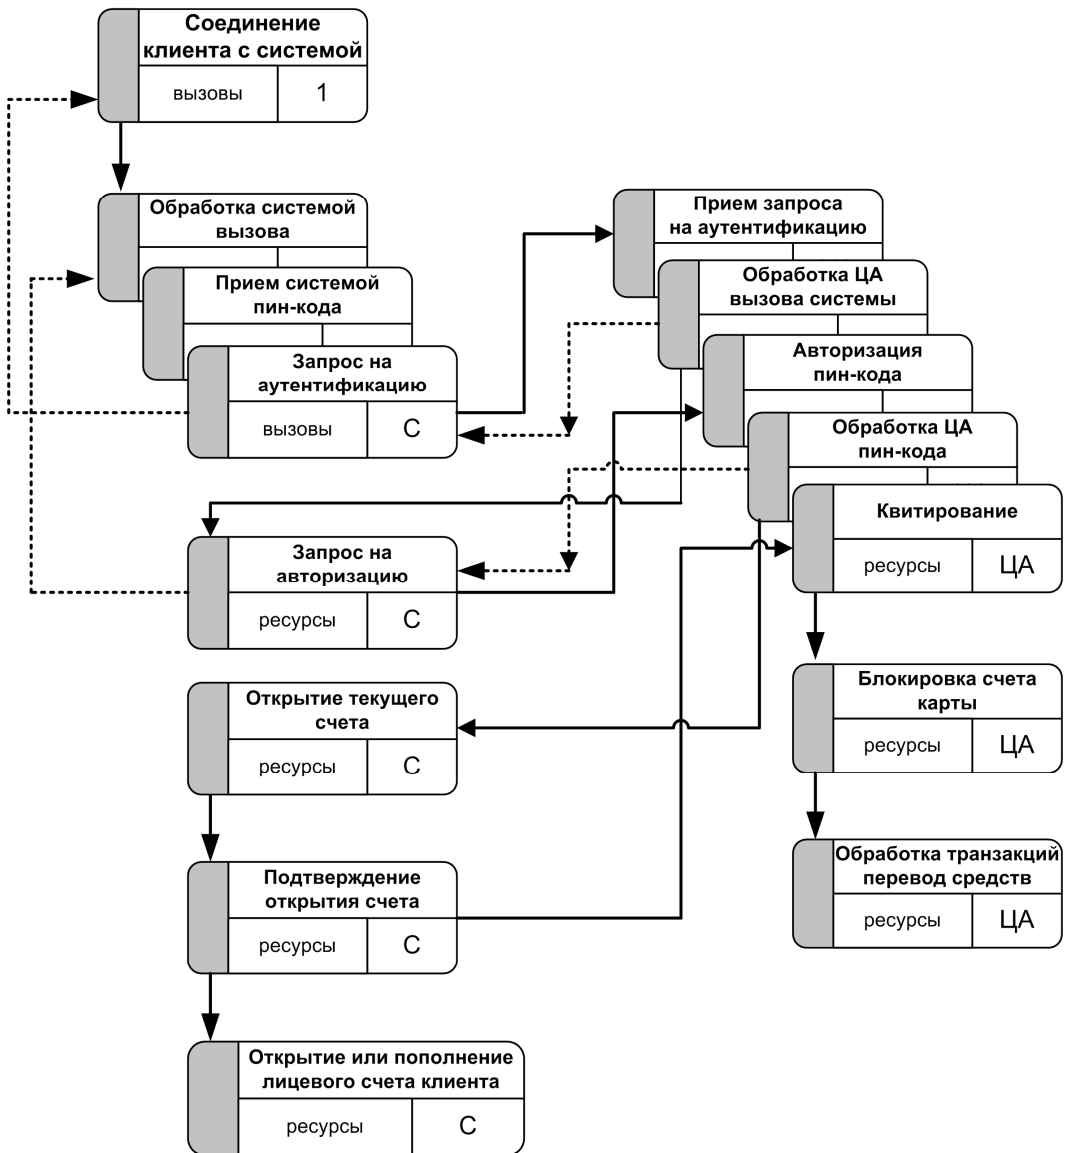 Соединение
клиента с системой
вызовы
1
Обработка системой
вызова
Прием системой
пин-кода
Запрос на
аутентификацию
вызовы
С
Прием запроса
на аутентификацию
Обработка ЦА
вызова системы
Авторизация
пин-кода
Обработка ЦА
пин-кода
Квитирование
ресурсы
ЦА
Запрос на
авторизацию
ресурсы
С
Открытие текущего
счета
ресурсы
С
Блокировка счета
карты
ресурсы
ЦА
Подтверждение
открытия счета
ресурсы
С
Обработка транзакций
перевод средств
ресурсы
ЦА
Открытие или пополнение
лицевого счета клиента
ресурсы
С